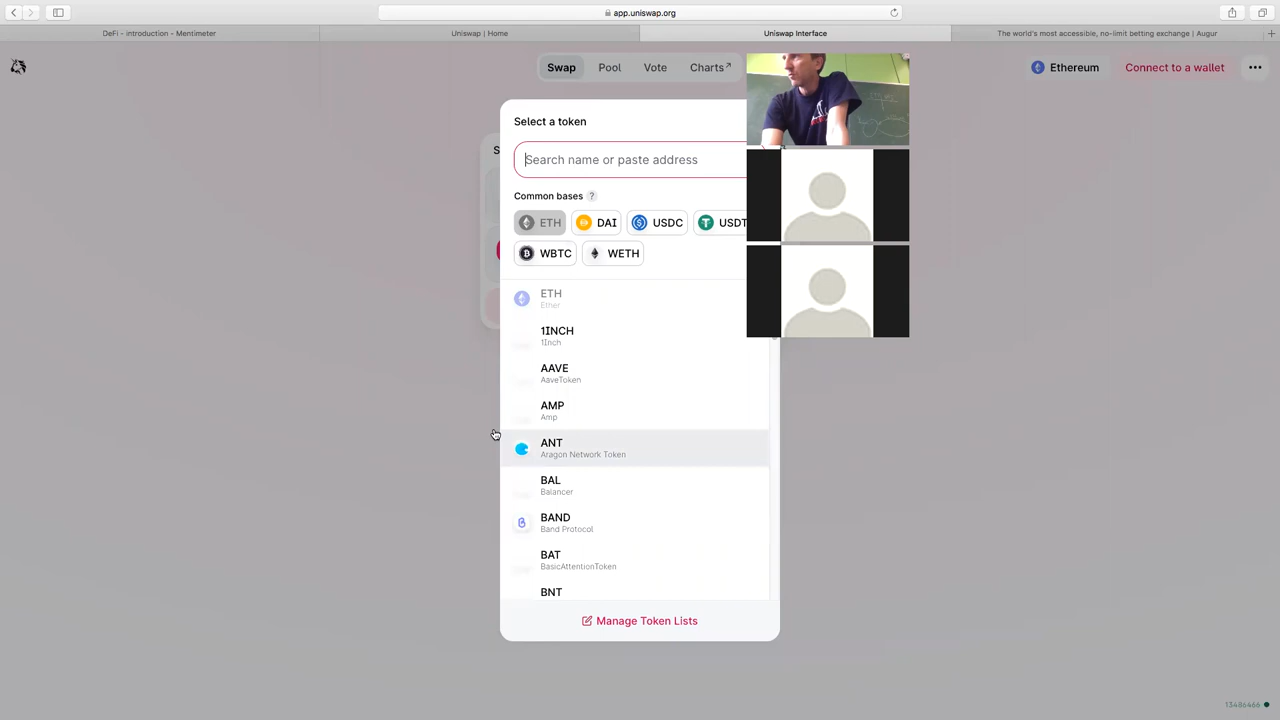 app.uniswap.org
DeFi - introduction - Mentimeter
Uniswap | Home
Uniswap Interface
The world's most accessible, no-limit betting exchange | Augur
Swap
Pool
Vote
Charts↗
Ethereum
Connect to a wallet
Select a token
Search name or paste address
Common bases ?
ETH
DAI
USDC
USDT
WBTC
WETH
ETH
Ether
1INCH
1Inch
AAVE
AaveToken
AMP
Amp
ANT
Aragon Network Token
BAL
Balancer
BAND
Band Protocol
BAT
BasicAttentionToken
BNT
Manage Token Lists
13486466